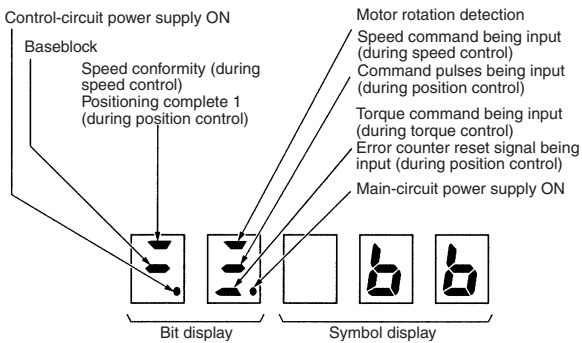 Control-circuit power supply ON
Baseblock
Speed conformity (during
speed control)
Positioning complete 1
(during position control)
Motor rotation detection
Speed command being input
(during speed control)
Command pulses being input
(during position control)
Torque command being input
(during torque control)
Error counter reset signal being
input (during position control)
Main-circuit power supply ON
b b
Bit display
Symbol display